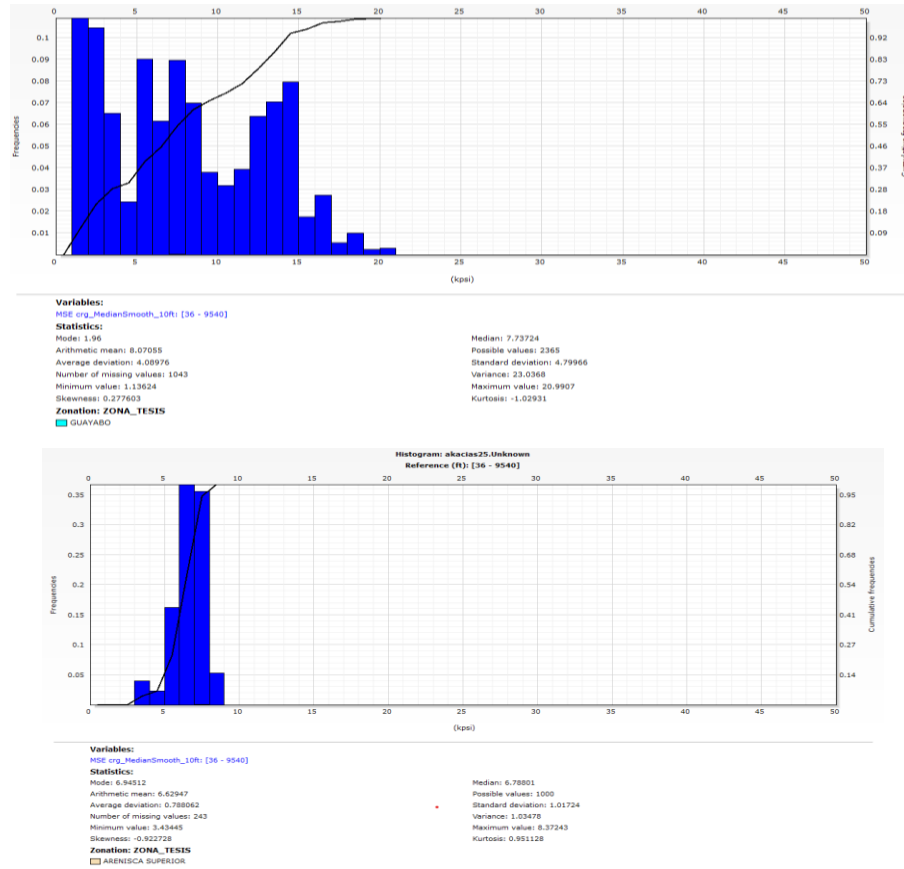 0 5 10 15 20 25 30 35 40 45 50
0.1 0.92
0.09 0.83
0.08 0.73
0.07 0.64
0.06 0.55
0.05 0.46
0.04 0.37
0.03 0.28
0.02 0.18
0.01 0.09
Frequencies
Cumulative frequencies
0 5 10 15 20 25 30 35 40 45 50
(kpsi)
Variables:
MSE crg_MedianSmooth_10ft: [36 - 9540]
Statistics:
Mode: 1.96 Median: 7.73724
Arithmetic mean: 8.07055 Possible values: 2365
Average deviation: 4.08976 Standard deviation: 4.79966
Number of missing values: 1043 Variance: 23.0368
Minimum value: 1.13624 Maximum value: 20.9907
Skewness: 0.277603 Kurtosis: -1.02931
Zonation: ZONA_TESIS
GUAYABO
Histogram: akacias25.Unknown
Reference (ft): [36 - 9540]
0 5 10 15 20 25 30 35 40 45 50
0.35 0.95
0.3 0.82
0.25 0.68
0.2 0.54
0.15 0.41
0.1 0.27
0.05 0.14
Frequencies
Cumulative frequencies
0 5 10 15 20 25 30 35 40 45 50
(kpsi)
Variables:
MSE crg_MedianSmooth_10ft: [36 - 9540]
Statistics:
Mode: 6.94512 Median: 6.78801
Arithmetic mean: 6.62947 Possible values: 1000
Average deviation: 0.788062 Standard deviation: 1.01724
Number of missing values: 243 Variance: 1.03478
Minimum value: 3.43445 Maximum value: 8.37243
Skewness: -0.922728 Kurtosis: 0.951128
Zonation: ZONA_TESIS
ARENISCA SUPERIOR